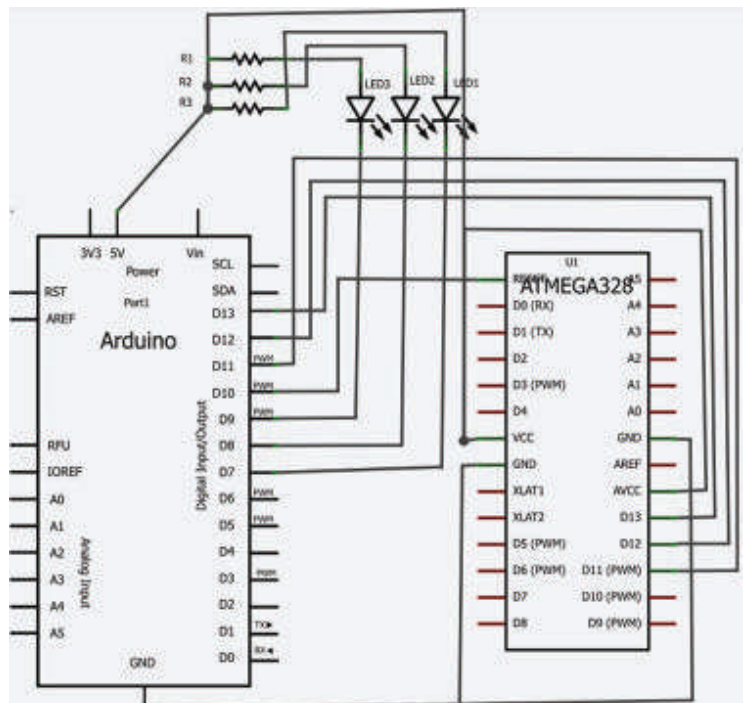 R1
R2
R3
LED3
LED2
LED1
3V3
5V
Vin
Power
Port1
Arduino
RST
AREF
RFU
IOREF
A0
A1
A2
A3
A4
A5
Analog Input
Digital Input/Output
SCL
SDA
D13
D12
D11
PWM
D10
PWM
D9
PWM
D8
D7
D6
PWM
D5
PWM
D4
D3
PWM
D2
D1
TX▶
D0
RX◀
GND
U1
ATMEGA328
D0 (RX)
D1 (TX)
D2
D3 (PWM)
D4
VCC
GND
XLAT1
XLAT2
D5 (PWM)
D6 (PWM)
D7
D8
A5
A4
A3
A2
A1
A0
GND
AREF
AVCC
D13
D12
D11 (PWM)
D10 (PWM)
D9 (PWM)